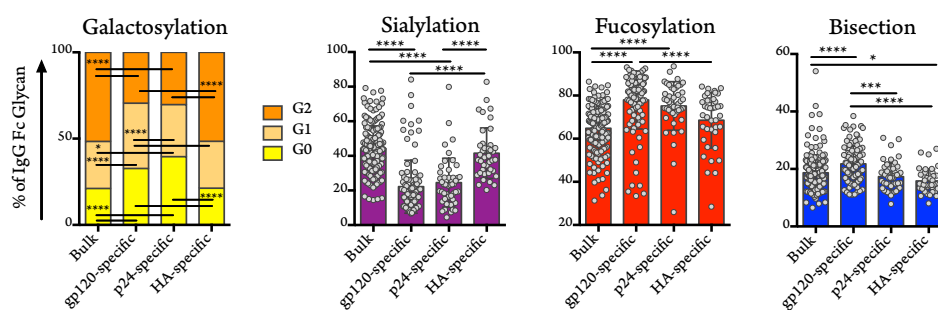 Galactosylation
% of IgG Fc Glycan
100
50
0
****
****
*
****
****
****
****
Bulk
gp120-specific
p24-specific
HA-specific
G2
G1
G0
Sialylation
100
80
60
40
20
0
**** ****
****
****
Bulk
gp120-specific
p24-specific
HA-specific
Fucosylation
100
80
60
40
20
****
**** ****
Bulk
gp120-specific
p24-specific
HA-specific
Bisection
60
40
20
0
****
*
***
****
Bulk
gp120-specific
p24-specific
HA-specific